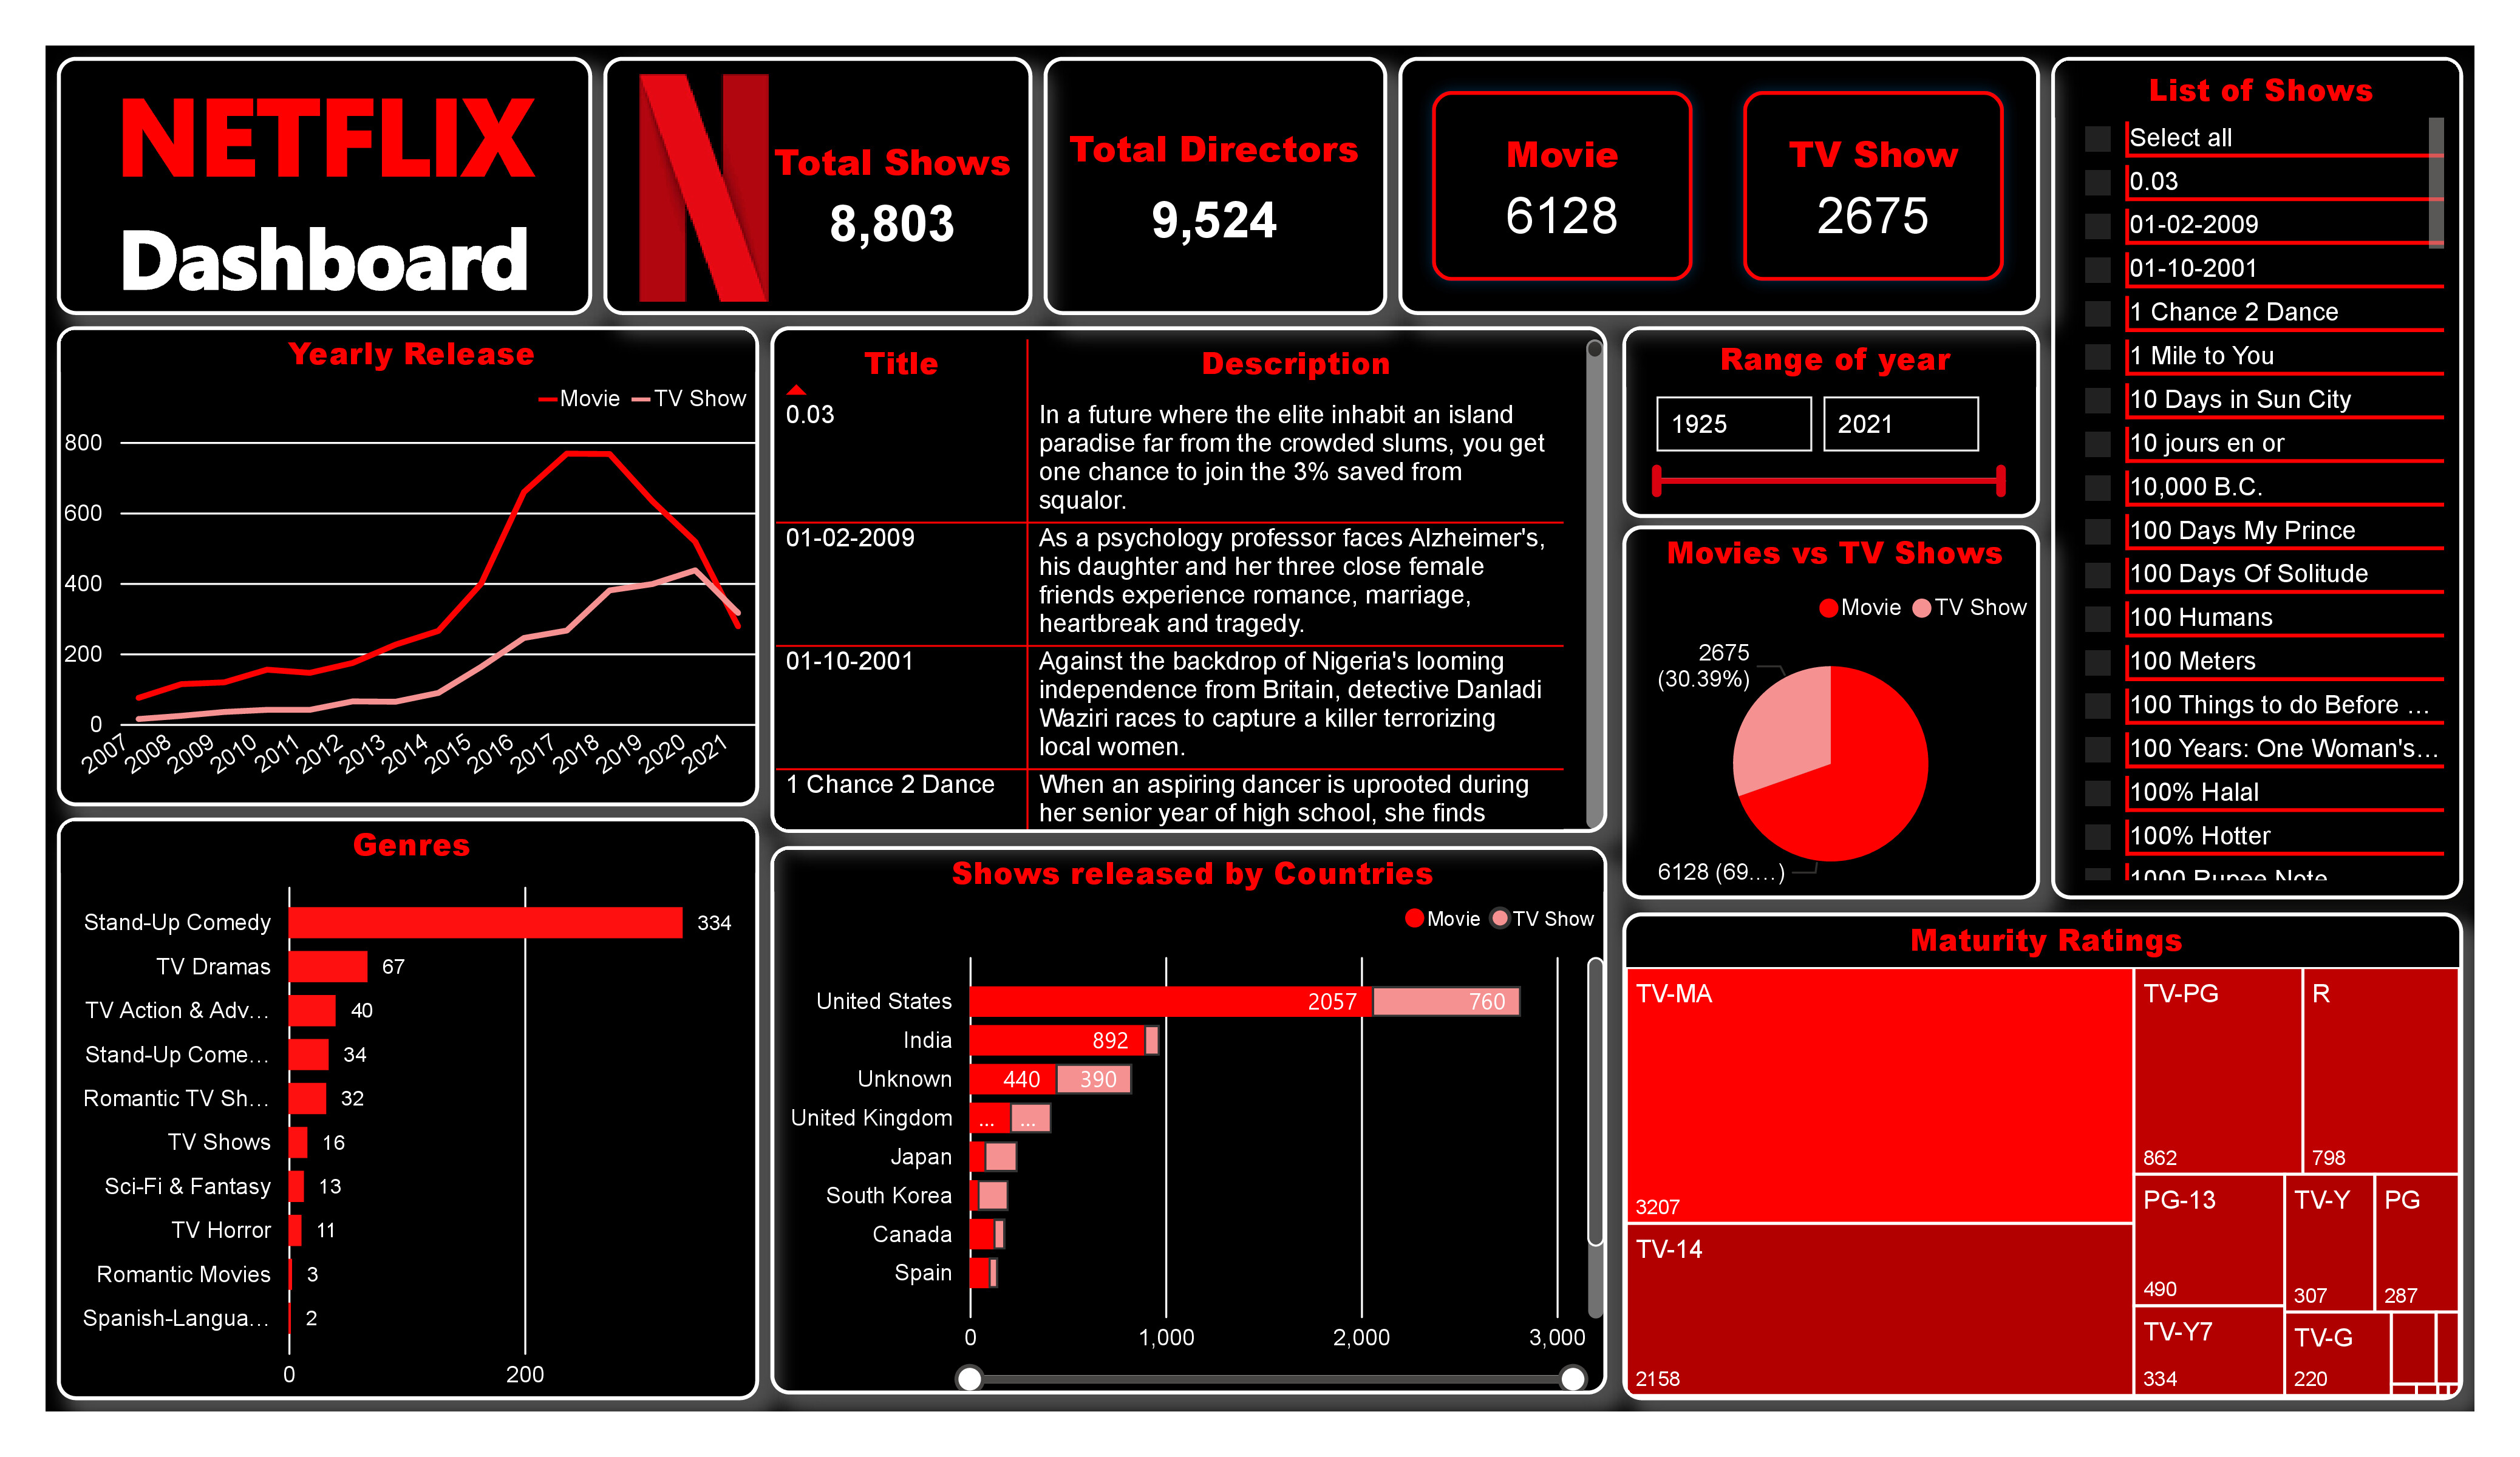 NETFLIX
Dashboard
Total Shows
8,803
Total Directors
9,524
Movie
6128
TV Show
2675
List of Shows
Select all
0.03
01-02-2009
01-10-2001
1 Chance 2 Dance
1 Mile to You
10 Days in Sun City
10 jours en or
10,000 B.C.
100 Days My Prince
100 Days Of Solitude
100 Humans
100 Meters
100 Things to do Before ...
100 Years: One Woman's...
100% Halal
100% Hotter
1000 Rupee Note
Yearly Release
Movie TV Show
800
600
400
200
0
2007 2008 2009 2010 2011 2012 2013 2014 2015 2016 2017 2018 2019 2020 2021
Title Description
0.03
In a future where the elite inhabit an island
paradise far from the crowded slums, you get
one chance to join the 3% saved from
squalor.
01-02-2009
As a psychology professor faces Alzheimer's,
his daughter and her three close female
friends experience romance, marriage,
heartbreak and tragedy.
01-10-2001
Against the backdrop of Nigeria's looming
independence from Britain, detective Danladi
Waziri races to capture a killer terrorizing
local women.
1 Chance 2 Dance
When an aspiring dancer is uprooted during
her senior year of high school, she finds
Range of year
1925 2021
Movies vs TV Shows
Movie TV Show
2675
(30.39%)
6128 (69....)
Genres
Stand-Up Comedy 334
TV Dramas 67
TV Action & Adv... 40
Stand-Up Come... 34
Romantic TV Sh... 32
TV Shows 16
Sci-Fi & Fantasy 13
TV Horror 11
Romantic Movies 3
Spanish-Langua... 2
0 200
Shows released by Countries
Movie TV Show
United States 2057 760
India 892
Unknown 440 390
United Kingdom ... ...
Japan
South Korea
Canada
Spain
0 1,000 2,000 3,000
Maturity Ratings
TV-MA
3207
TV-14
2158
TV-PG
862
R
798
PG-13
490
TV-Y
307
PG
287
TV-Y7
334
TV-G
220